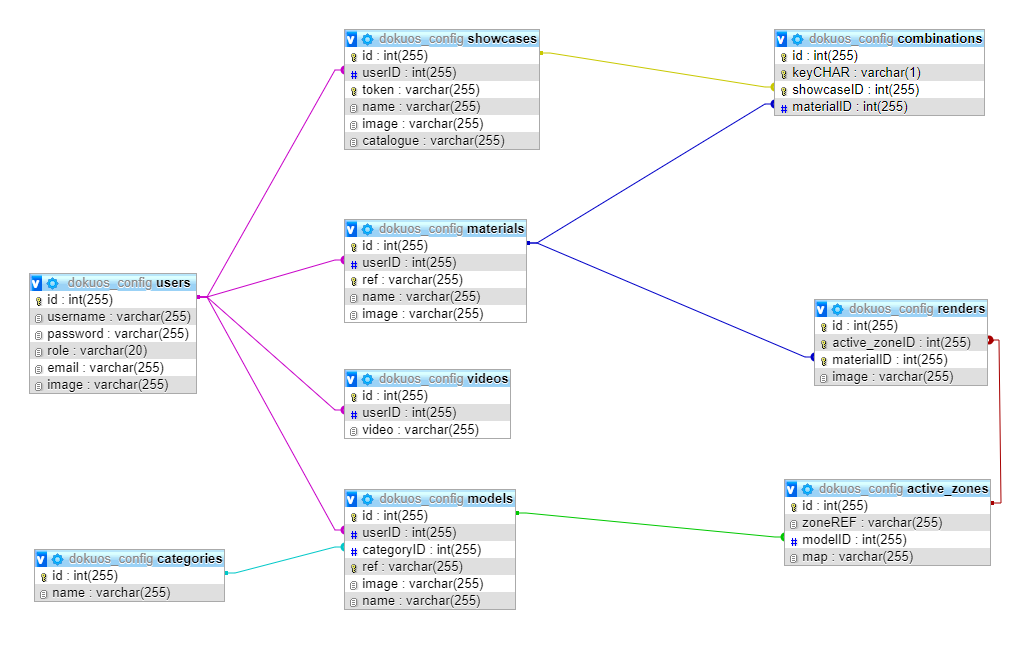 v dokuos_config showcases
id : int(255)
# userID : int(255)
token : varchar(255)
name : varchar(255)
image : varchar(255)
catalogue : varchar(255)
v dokuos_config combinations
id : int(255)
keyCHAR : varchar(1)
showcaseID : int(255)
# materialID : int(255)
v dokuos_config materials
id : int(255)
# userID : int(255)
ref : varchar(255)
name : varchar(255)
image : varchar(255)
v dokuos_config users
id : int(255)
username : varchar(255)
password : varchar(255)
role : varchar(20)
email : varchar(255)
image : varchar(255)
v dokuos_config renders
id : int(255)
active_zoneID : int(255)
materialID : int(255)
image : varchar(255)
v dokuos_config videos
id : int(255)
# userID : int(255)
video : varchar(255)
v dokuos_config models
id : int(255)
# userID : int(255)
# categoryID : int(255)
ref : varchar(255)
image : varchar(255)
name : varchar(255)
v dokuos_config active_zones
id : int(255)
zoneREF : varchar(255)
# modelID : int(255)
map : varchar(255)
v dokuos_config categories
id : int(255)
name : varchar(255)